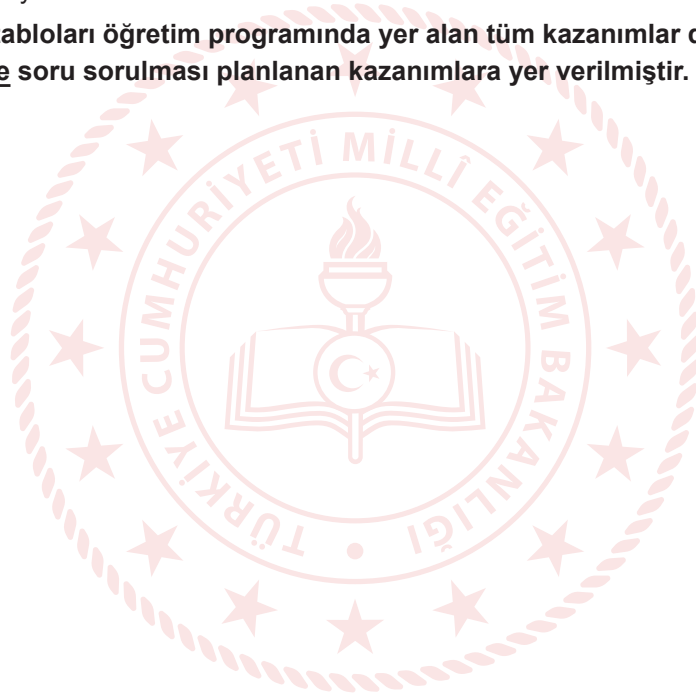 tabloları öğretim programında yer alan tüm kazanımlar
soru sorulması planlanan kazanımlara yer verilmiştir.
TÜRKİYE CUMHURİYETİ MİLLÎ EĞİTİM BAKANLIĞI